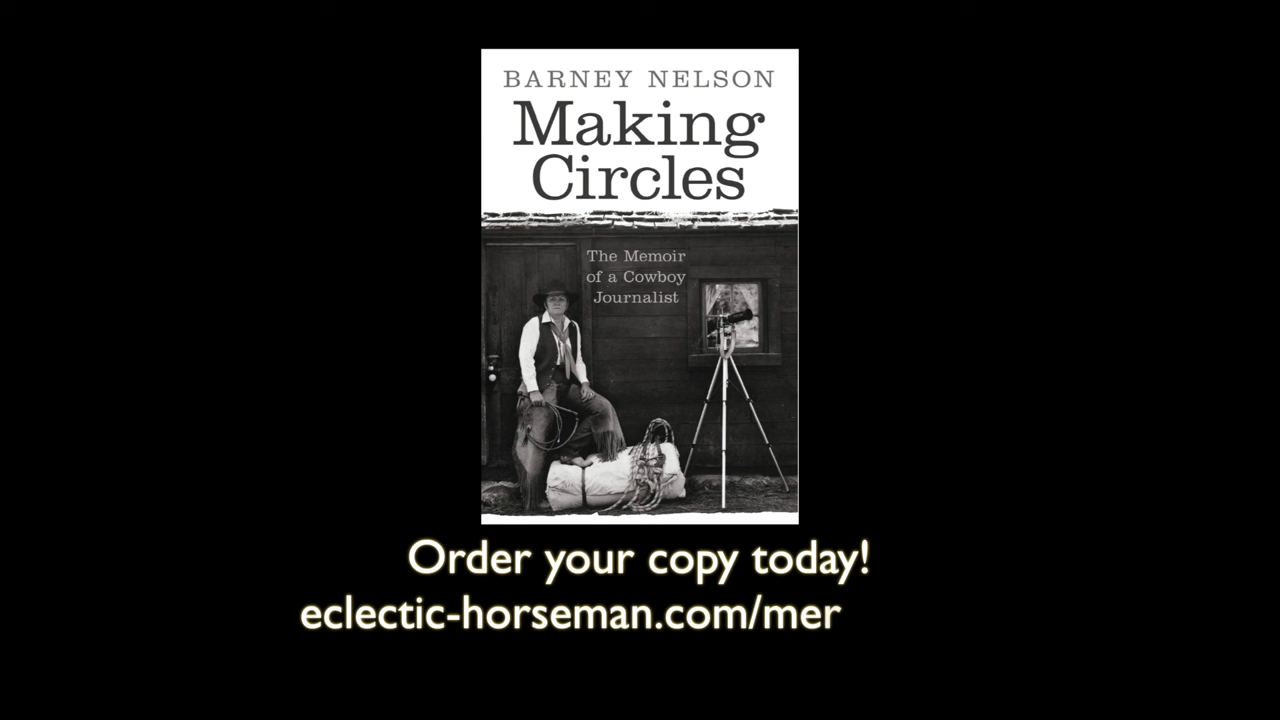 BARNEY NELSON
Making
Circles
The Memoir
of a Cowboy
Journalist
Order your copy today!
eclectic-horseman.com/mer